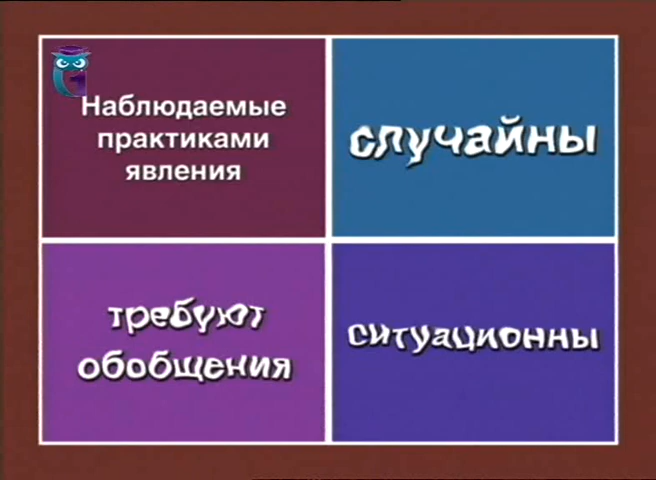 Наблюдаемые
практиками
явления
случайны
требуют
обобщения
ситуационны